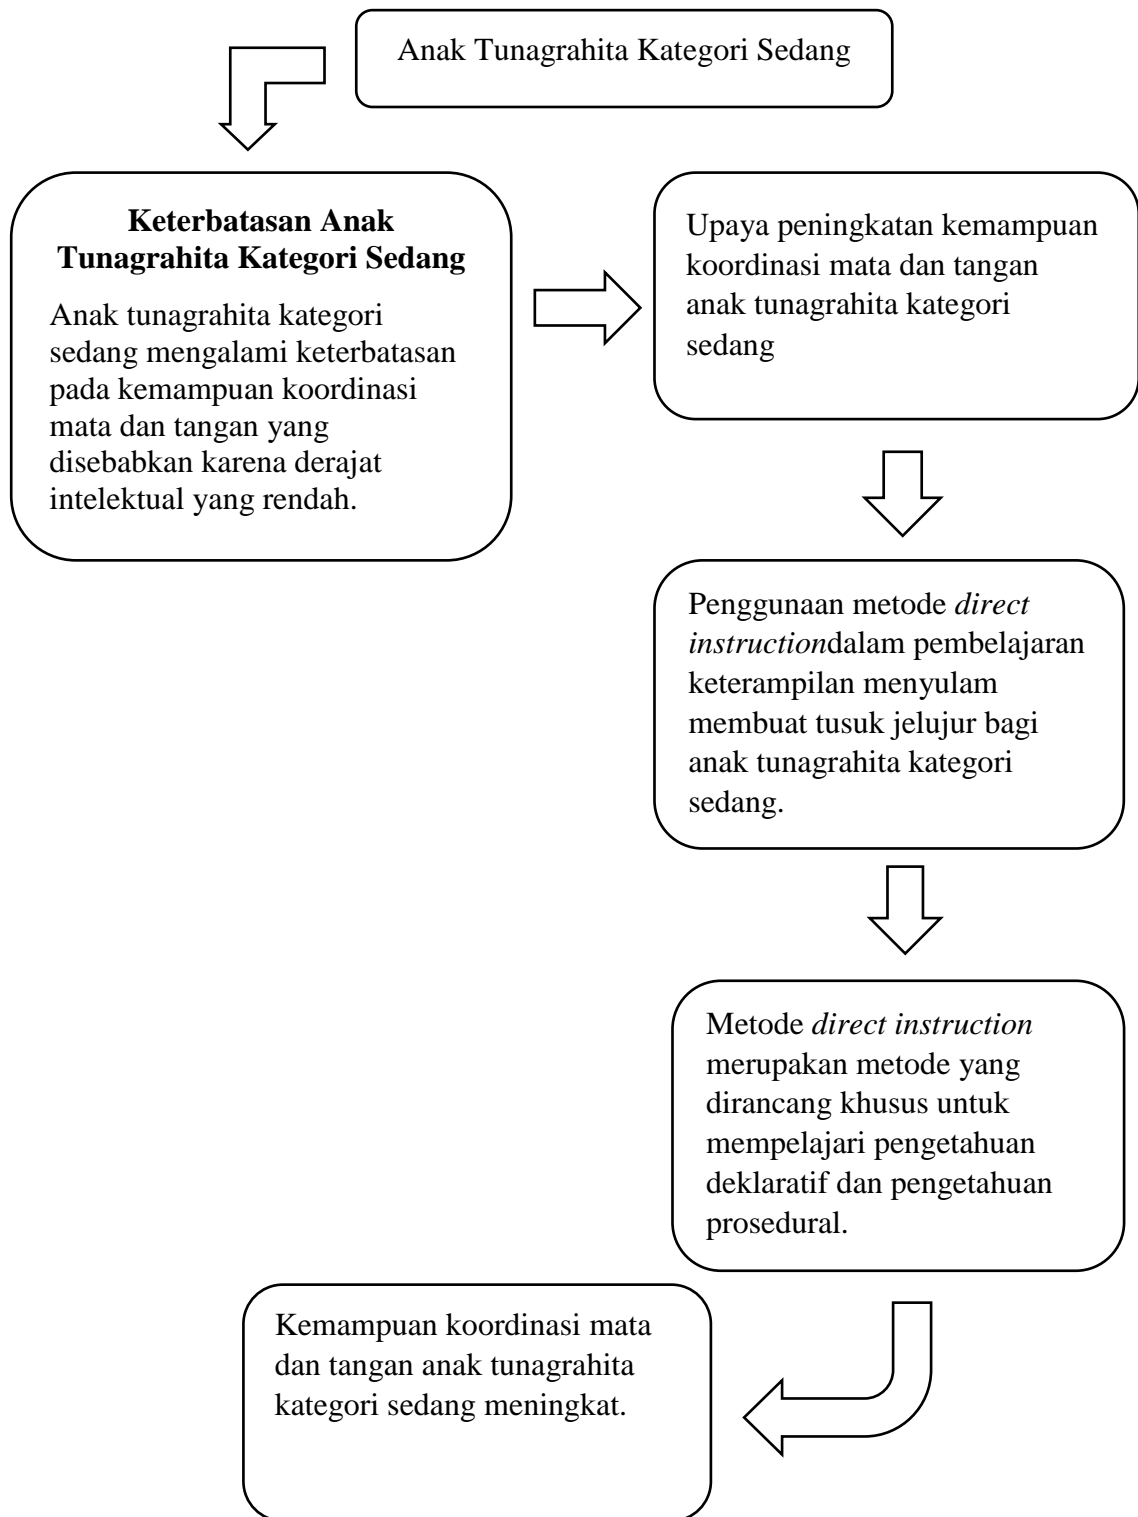 Anak Tunagrahita Kategori Sedang
Keterbatasan Anak
Tunagrahita Kategori Sedang
Anak tunagrahita kategori
sedang mengalami keterbatasan
pada kemampuan koordinasi
mata dan tangan yang
disebabkan karena derajat
intelektual yang rendah.
Upaya peningkatan kemampuan
koordinasi mata dan tangan
anak tunagrahita kategori
sedang
Penggunaan metode direct
instructiondalam pembelajaran
keterampilan menyulam
membuat tusuk jelujur bagi
anak tunagrahita kategori
sedang.
Metode direct instruction
merupakan metode yang
dirancang khusus untuk
mempelajari pengetahuan
deklaratif dan pengetahuan
prosedural.
Kemampuan koordinasi mata
dan tangan anak tunagrahita
kategori sedang meningkat.